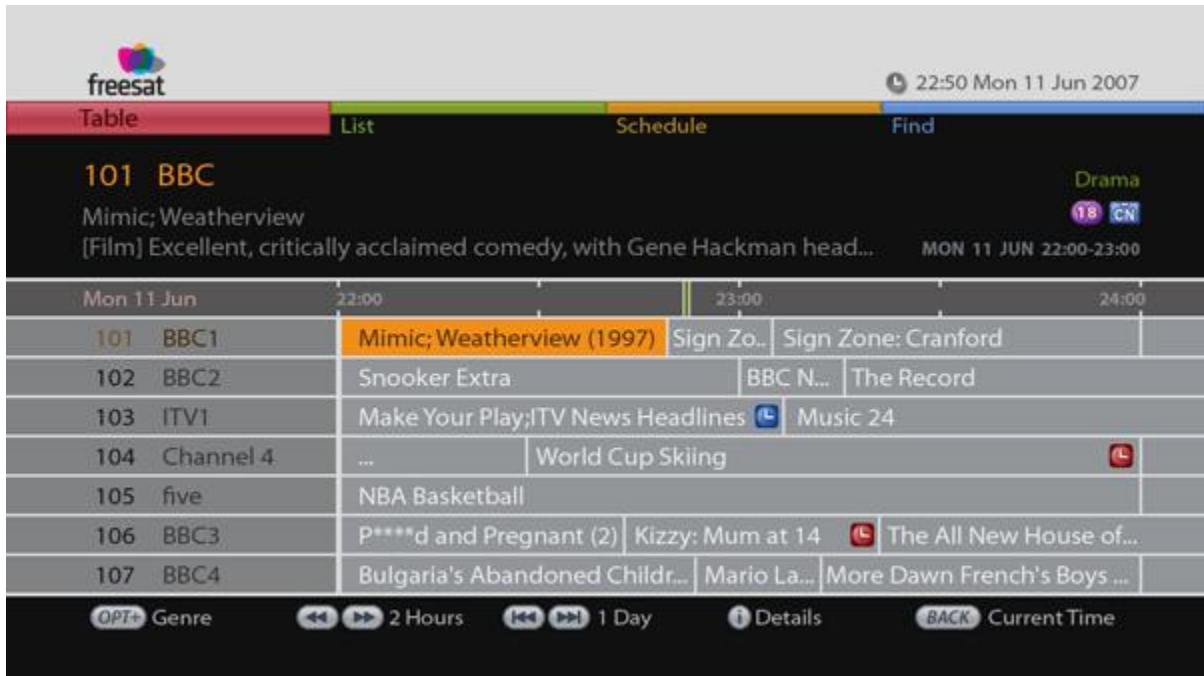 freesat
22:50 Mon 11 Jun 2007
Table List Schedule Find
101 BBC
Drama
Mimic; Weatherview
18 CN
[Film] Excellent, critically acclaimed comedy, with Gene Hackman head... MON 11 JUN 22:00-23:00
Mon 11 Jun 22:00 23:00 24:00
101 BBC1 Mimic; Weatherview (1997) Sign Zo.. Sign Zone: Cranford
102 BBC2 Snooker Extra BBC N... The Record
103 ITV1 Make Your Play;ITV News Headlines Music 24
104 Channel 4 ... World Cup Skiing
105 five NBA Basketball
106 BBC3 P****d and Pregnant (2) Kizzy: Mum at 14 The All New House of...
107 BBC4 Bulgaria's Abandoned Childr... Mario La... More Dawn French's Boys ...
OPT+ Genre 2 Hours 1 Day i Details BACK Current Time